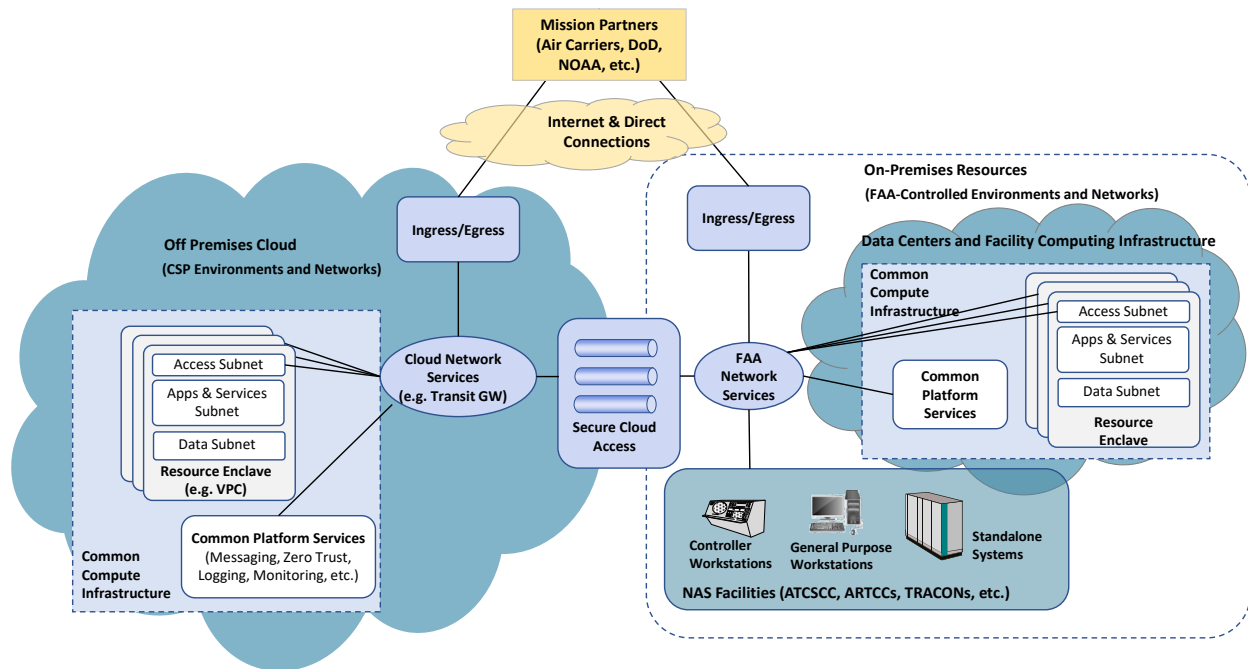 Mission Partners
(Air Carriers, DoD,
NOAA, etc.)
Internet & Direct
Connections
On-Premises Resources
(FAA-Controlled Environments and Networks)
Ingress/Egress
Ingress/Egress
Off Premises Cloud
(CSP Environments and Networks)
Data Centers and Facility Computing Infrastructure
Common
Compute
Infrastructure
Access Subnet
Apps & Services
Subnet
Data Subnet
Resource
Enclave
Common
Platform
Services
Access Subnet
Apps & Services
Subnet
Data Subnet
Resource Enclave
(e.g. VPC)
Cloud Network
Services
(e.g. Transit GW)
Secure Cloud
Access
FAA
Network
Services
Common Platform Services
(Messaging, Zero Trust,
Logging, Monitoring, etc.)
Common
Compute
Infrastructure
Controller
Workstations
General Purpose
Workstations
Standalone
Systems
NAS Facilities (ATCSCC, ARTCCs, TRACONs, etc.)